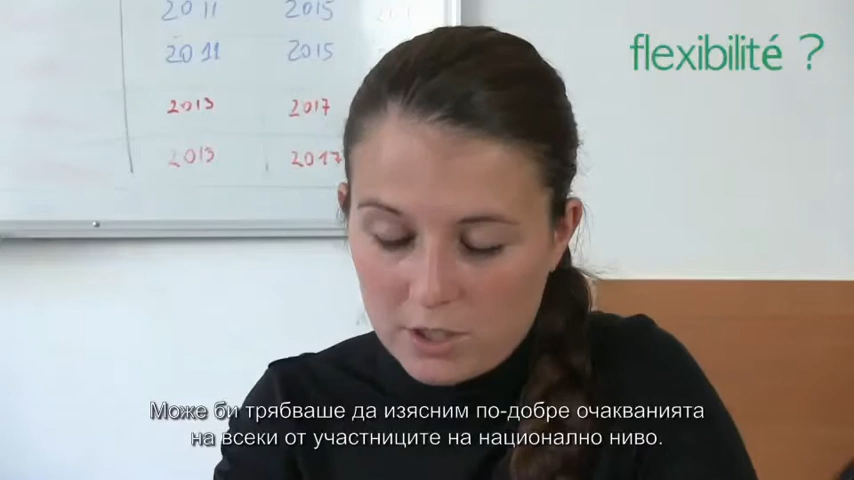 2011 2015
flexibilité ?
2011 2015
2013 2017
2013 2017
Може би трябваше да изясним по-добре очакванията
на всеки от участниците на национално ниво.